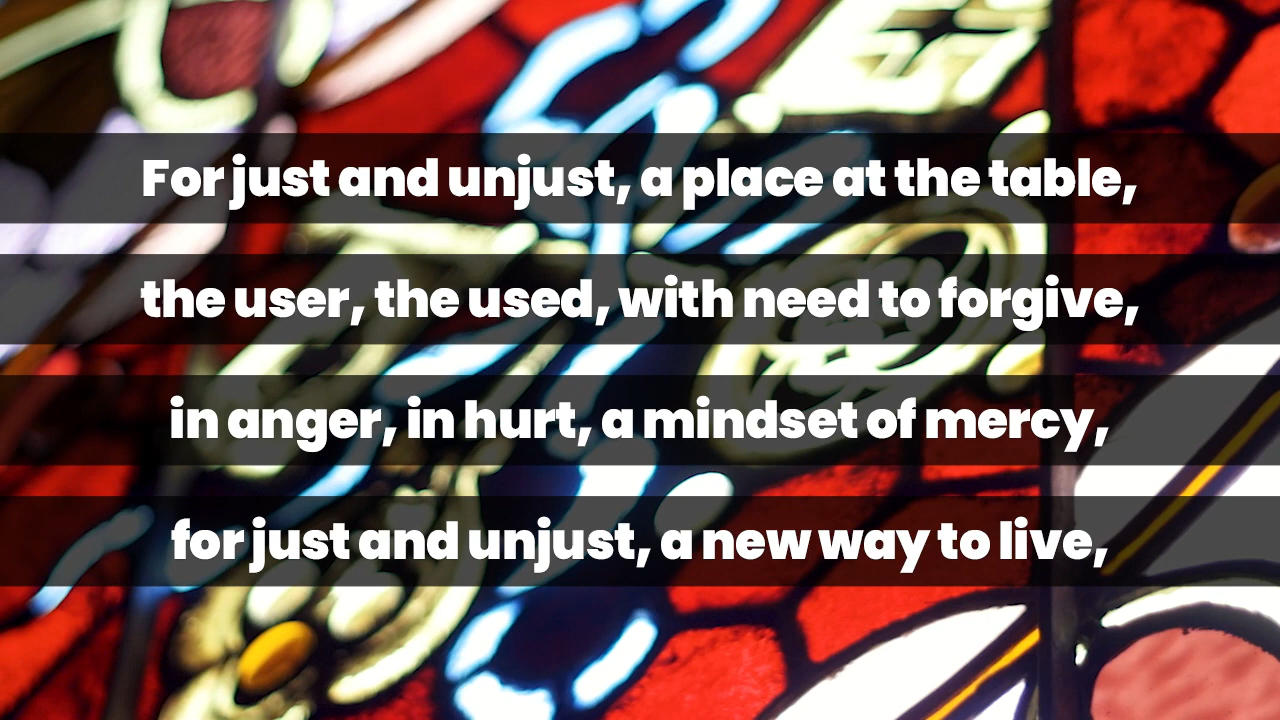 For just and unjust, a place at the table,
the user, the used, with need to forgive,
in anger, in hurt, a mindset of mercy,
for just and unjust, a new way to live,